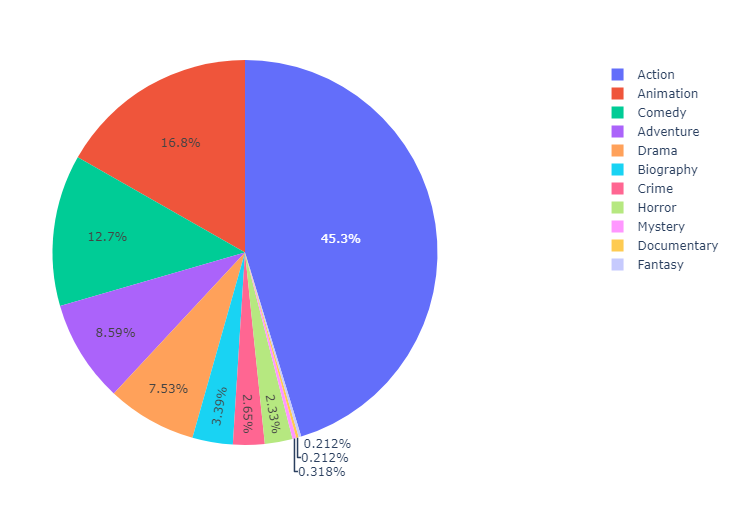 45.3%
16.8%
12.7%
8.59%
7.53%
3.39%
2.65%
2.33%
0.212%
0.212%
0.318%
Action
Animation
Comedy
Adventure
Drama
Biography
Crime
Horror
Mystery
Documentary
Fantasy